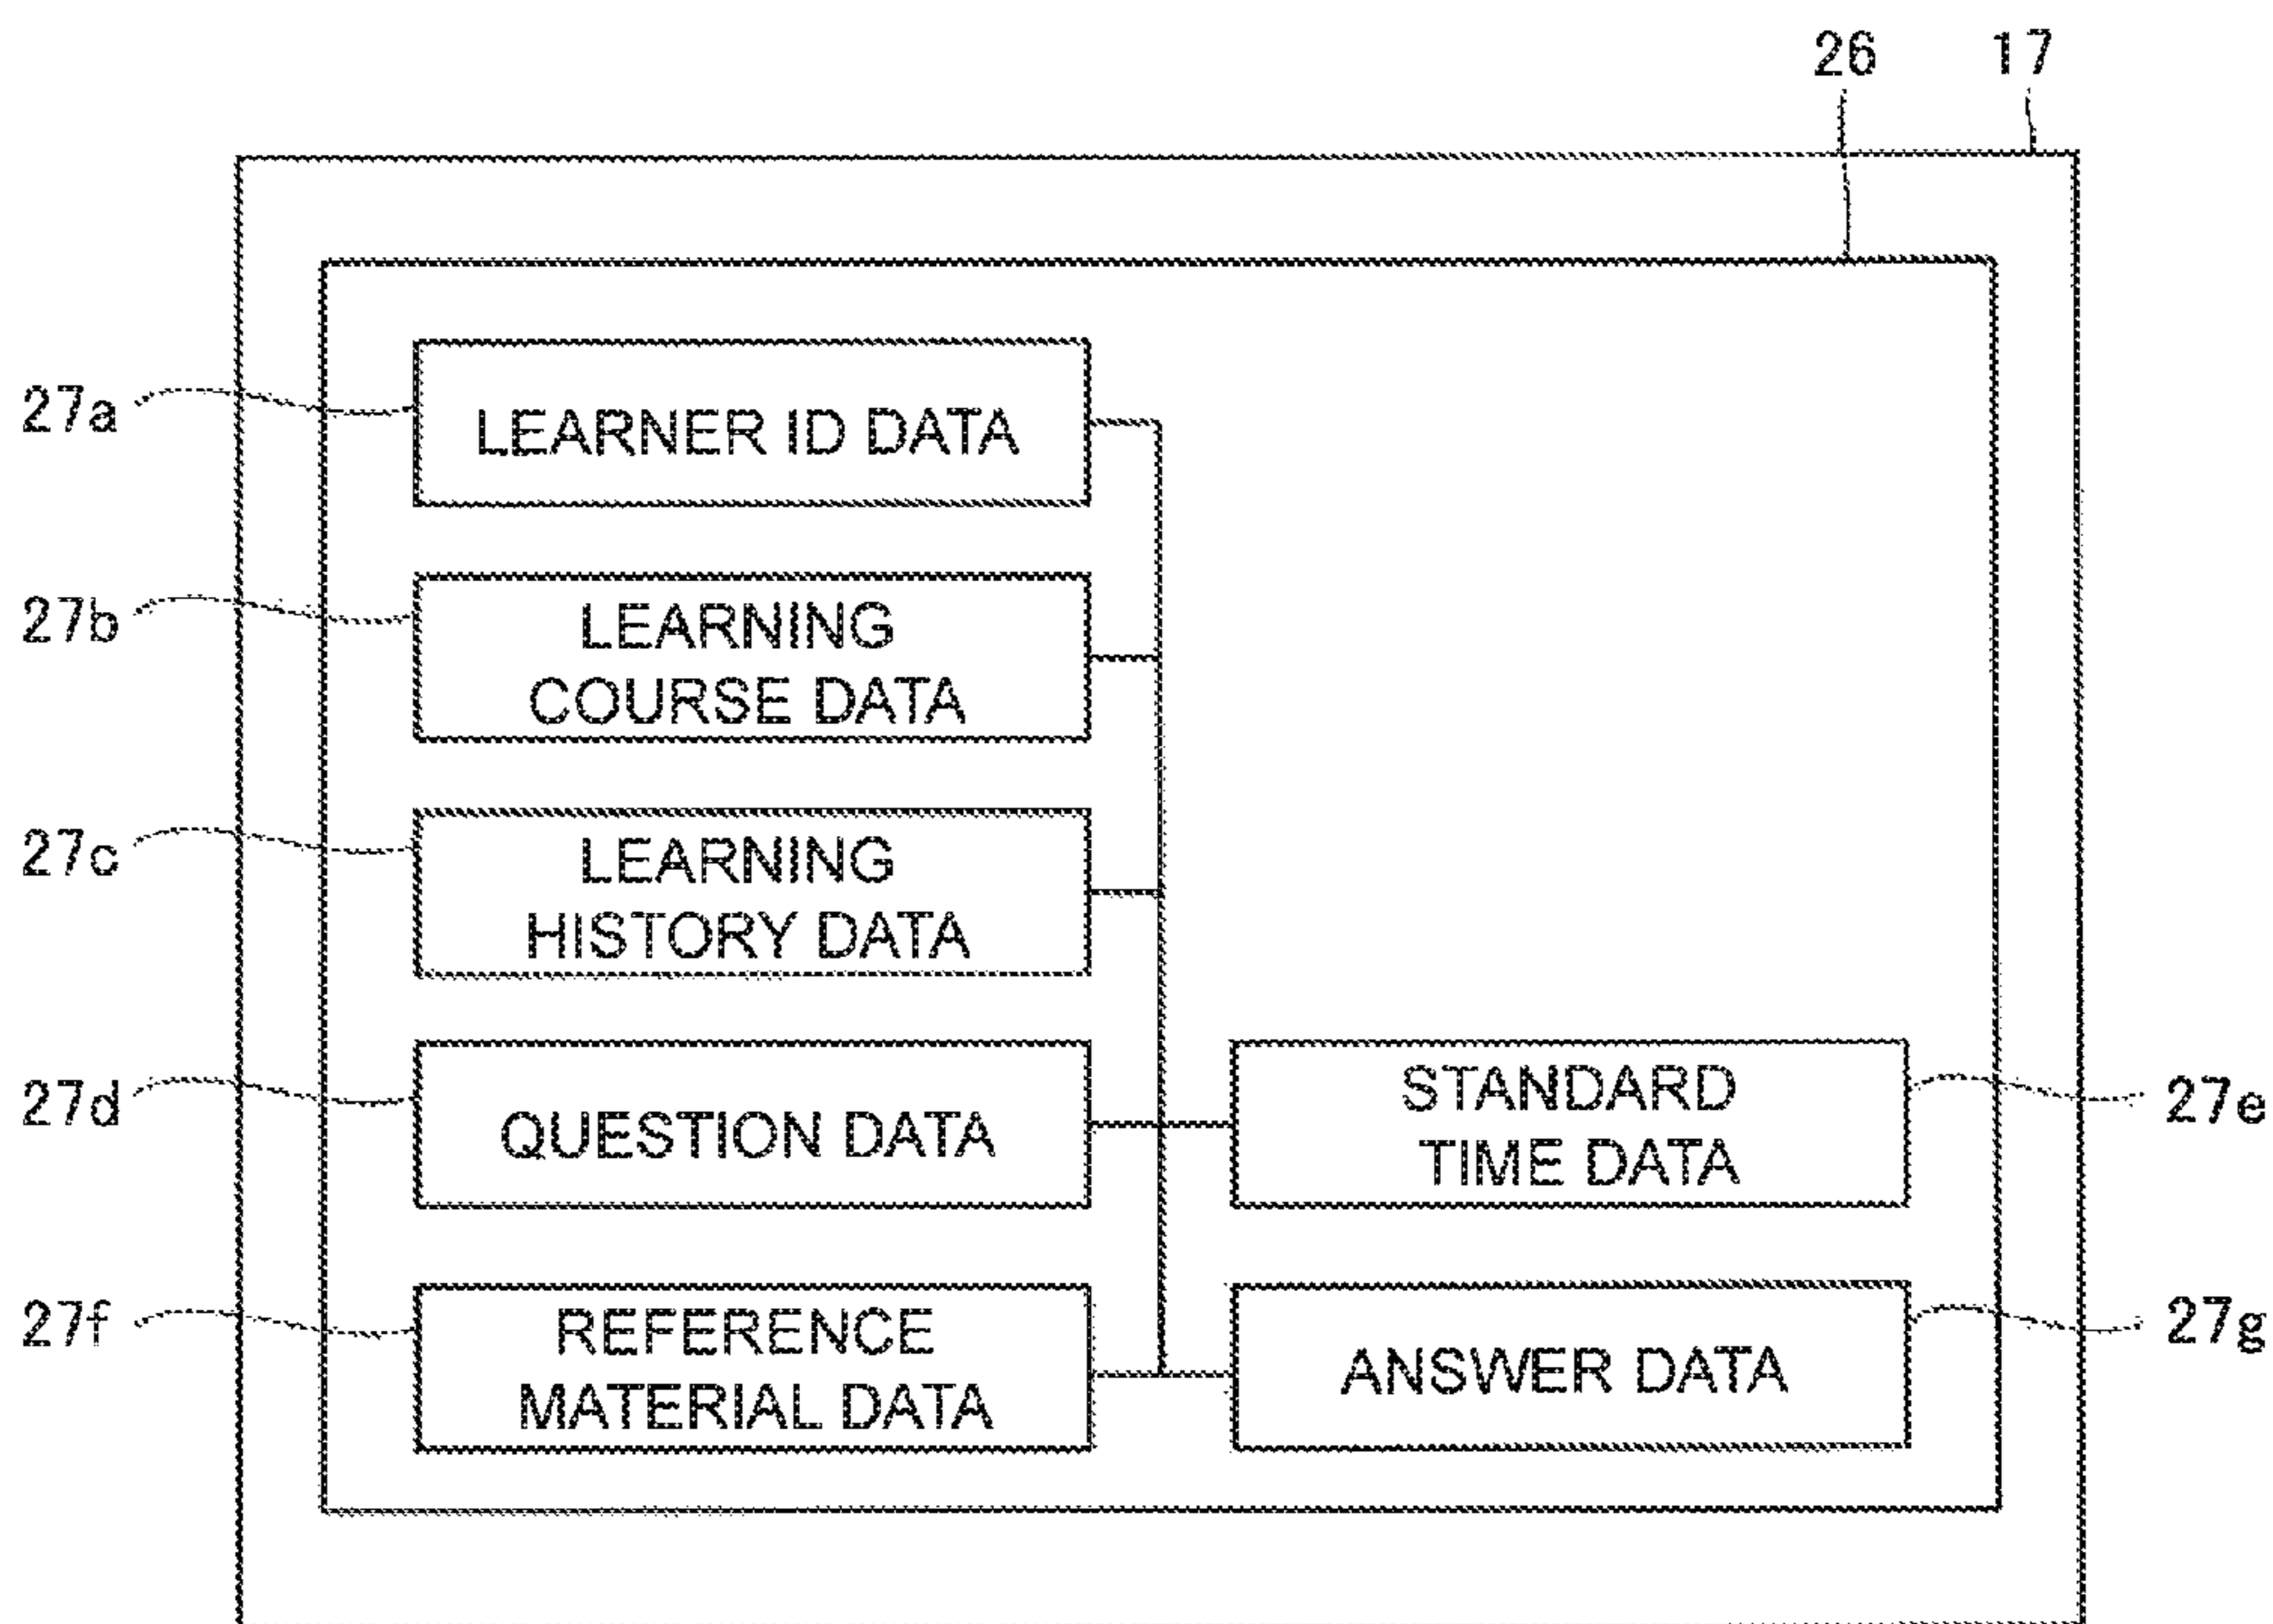 26 17
27a LEARNER ID DATA
27b LEARNING
COURSE DATA
27c LEARNING
HISTORY DATA
27d QUESTION DATA
STANDARD
TIME DATA 27e
27f REFERENCE
MATERIAL DATA
ANSWER DATA 27g